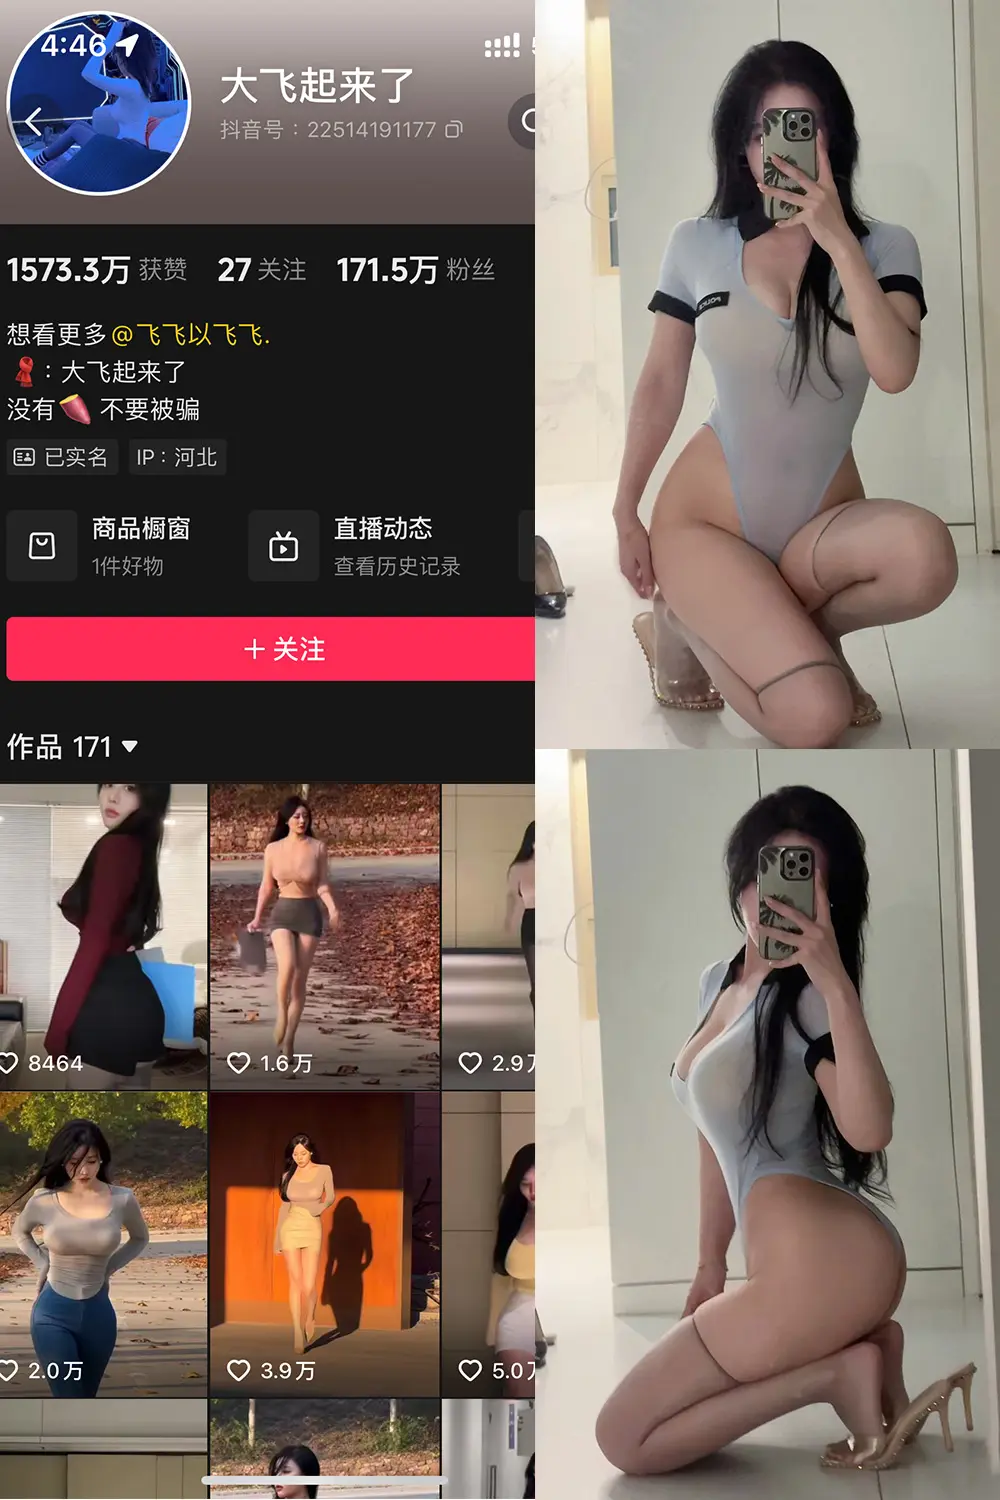 4:46
大飞起来了
抖音号：22514191177
1573.3万 获赞 27 关注 171.5万 粉丝
想看更多@飞飞以飞飞.
：大飞起来了
没有🍠 不要被骗
已实名 IP：河北
商品橱窗 直播动态
1件好物 查看历史记录
+ 关注
作品 171
8464 1.6万 2.9万
2.0万 3.9万 5.0万
POLICE